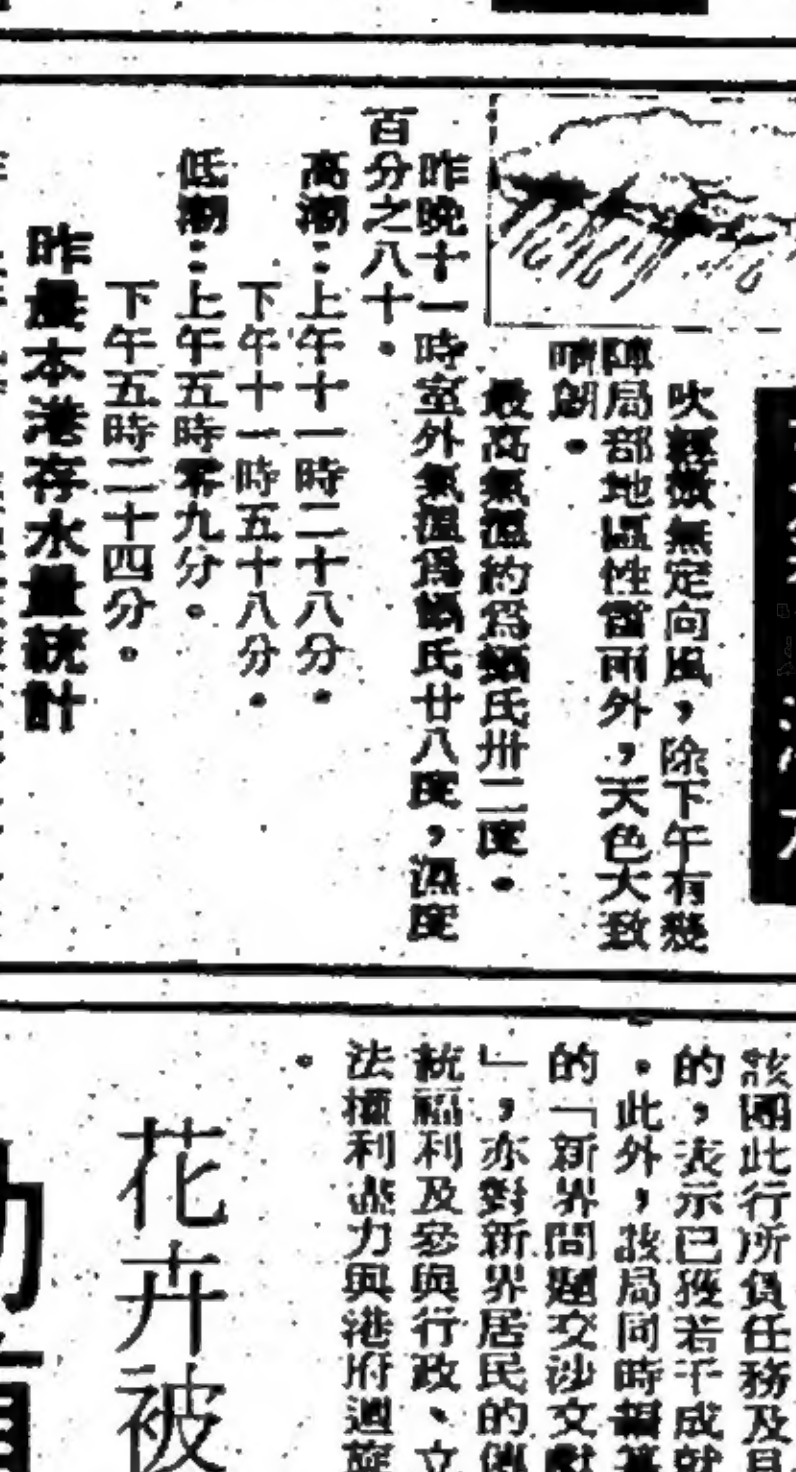 吹輕微無定向風，除下午有幾
陣局部地區性雷雨外，天色大致
晴朗。
最高氣溫約爲攝氏卅二度。
昨晚十一時室外氣溫爲攝氏廿八度，濕度
百分之八十。
高潮：上午十一時二十八分。
下午十一時五十八分。
低潮：上午五時零九分。
下午五時二十四分。
昨晨本港存水量統計
該團此行所負任務及目
的，表示已獲若干成就
。此外，該局同時編纂
的「新界問題交涉文獻
」，亦對新界居民的傳
統福利及參與行政、立
法權利盡力與港府週旋
。
花卉被